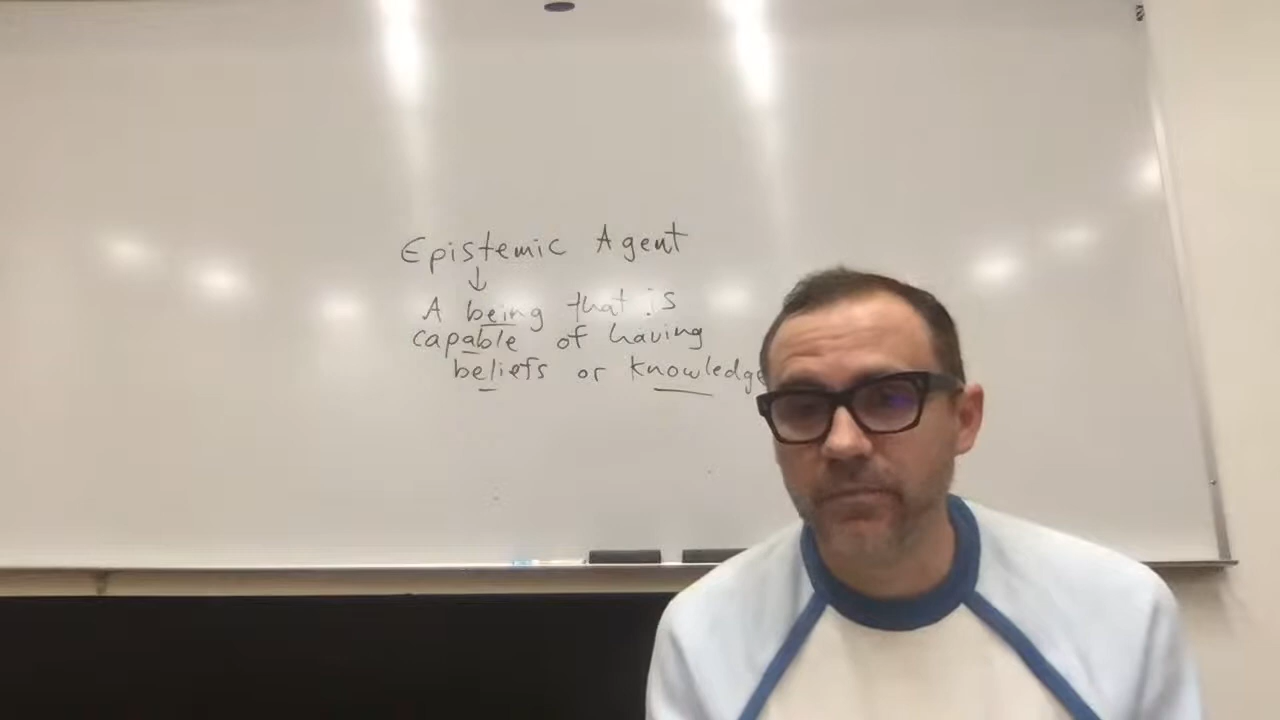 Epistemic Agent
↓
A being that is
capable of having
beliefs or knowledge